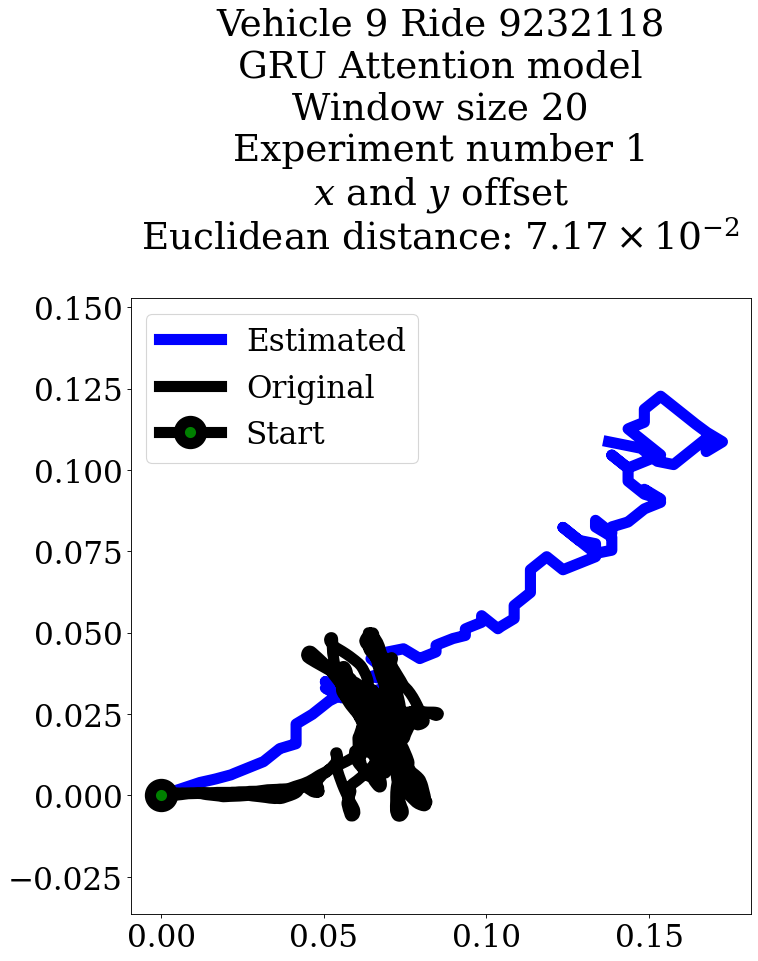 Vehicle 9 Ride 9232118
GRU Attention model
Window size 20
Experiment number 1
x and y offset
Euclidean distance: 7.17 × 10⁻²
0.150
0.125
0.100
0.075
0.050
0.025
0.000
−0.025
Estimated
Original
Start
0.00 0.05 0.10 0.15